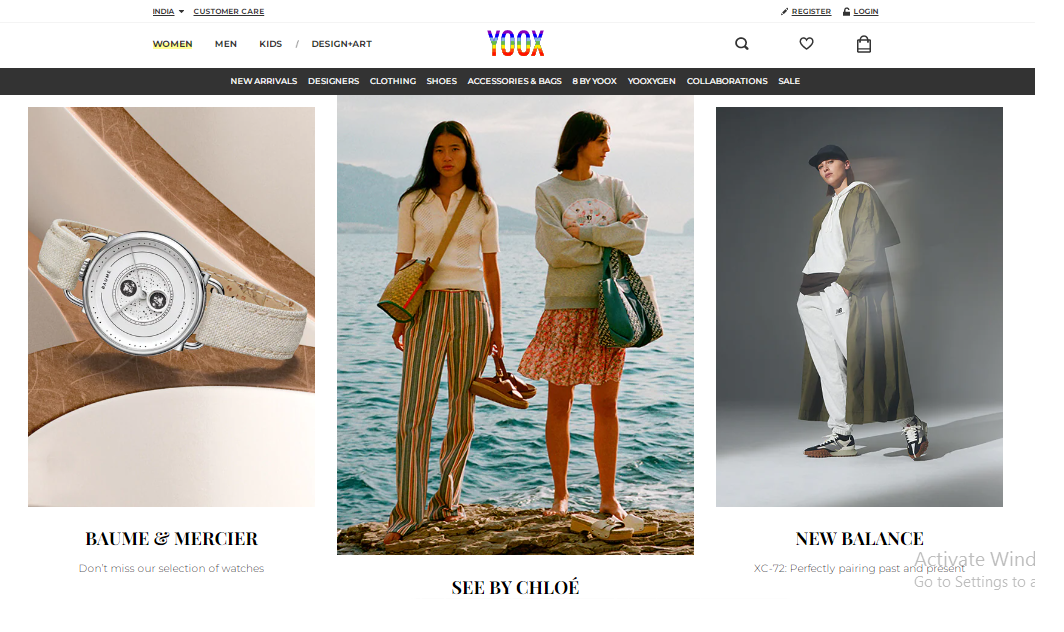 INDIA CUSTOMER CARE REGISTER LOGIN
WOMEN MEN KIDS / DESIGN+ART YOOX
NEW ARRIVALS DESIGNERS CLOTHING SHOES ACCESSORIES & BAGS 8 BY YOOX YOOXYGEN COLLABORATIONS SALE
BAUME
BAUME & MERCIER
Don't miss our selection of watches
SEE BY CHLOÉ
NEW BALANCE
XC-72: Perfectly pairing past and present
Activate Wind
Go to Settings to a